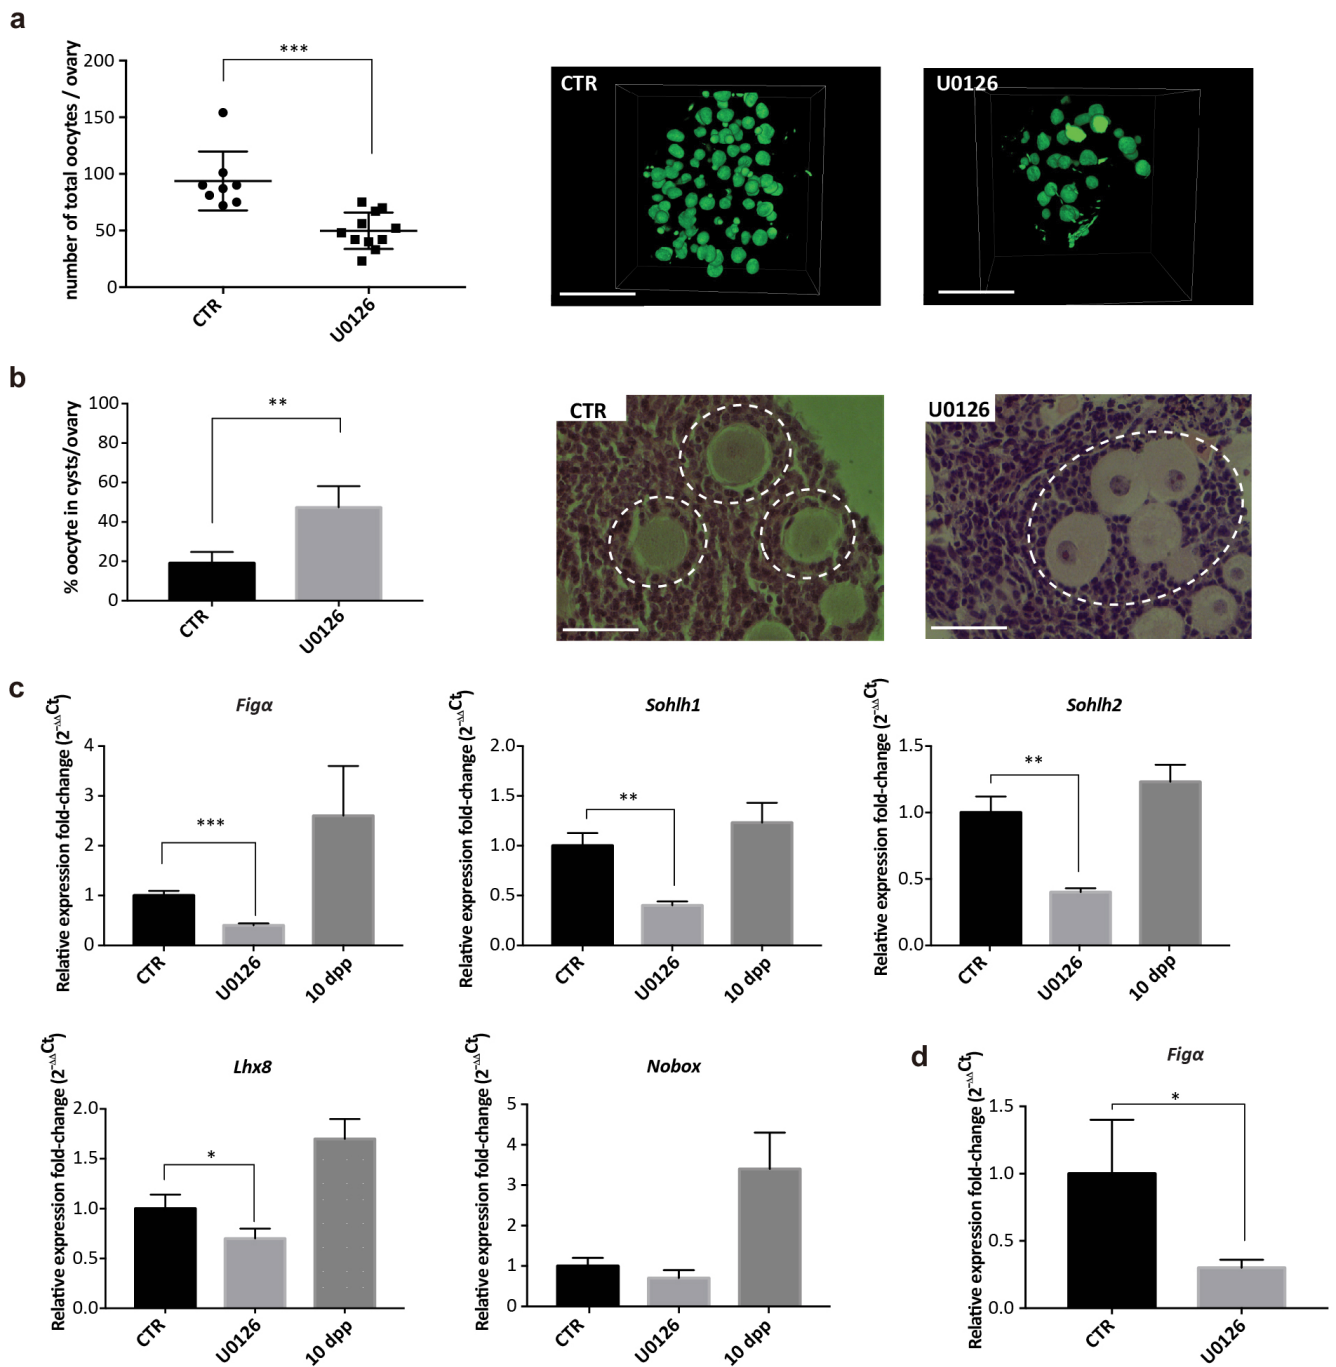 a
number of total oocytes / ovary
200
150
100
50
0
***
CTR
U0126
CTR
U0126
b
% oocyte in cysts/ovary
100
80
60
40
20
0
**
CTR
U0126
CTR
U0126
c
Figα
Relative expression fold-change (2^-ΔΔCt)
4
3
2
1
0
***
CTR
U0126
10 dpp
Sohlh1
Relative expression fold-change (2^-ΔΔCt)
2.0
1.5
1.0
0.5
0.0
**
CTR
U0126
10 dpp
Sohlh2
Relative expression fold-change (2^-ΔΔCt)
1.5
1.0
0.5
0.0
**
CTR
U0126
10 dpp
Lhx8
Relative expression fold-change (2^-ΔΔCt)
2.0
1.5
1.0
0.5
0.0
*
CTR
U0126
10 dpp
Nobox
Relative expression fold-change (2^-ΔΔCt)
5
4
3
2
1
0
CTR
U0126
10 dpp
d
Figα
Relative expression fold-change (2^-ΔΔCt)
1.5
1.0
0.5
0.0
*
CTR
U0126